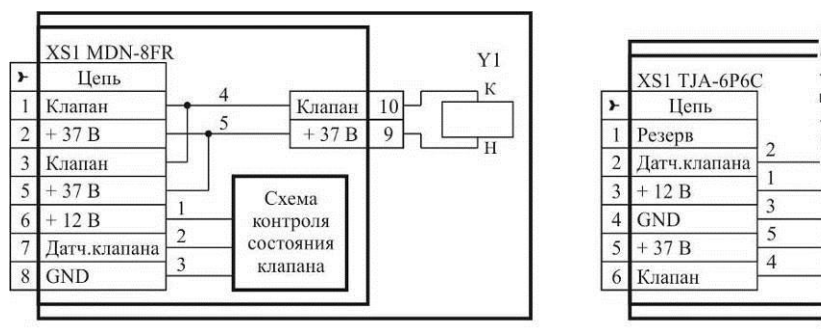 XS1 MDN-8FR
Цепь
1 Клапан
2 + 37 В
3 Клапан
5 + 37 В
6 + 12 В
7 Датч.клапана
8 GND
4
5
1
2
3
Клапан 10
+ 37 В 9
Схема
контроля
состояния
клапана
Y1
К
Н
XS1 TJA-6P6C
Цепь
1 Резерв
2 Датч.клапана 2
3 + 12 В 1
4 GND 3
5 + 37 В 5
6 Клапан 4